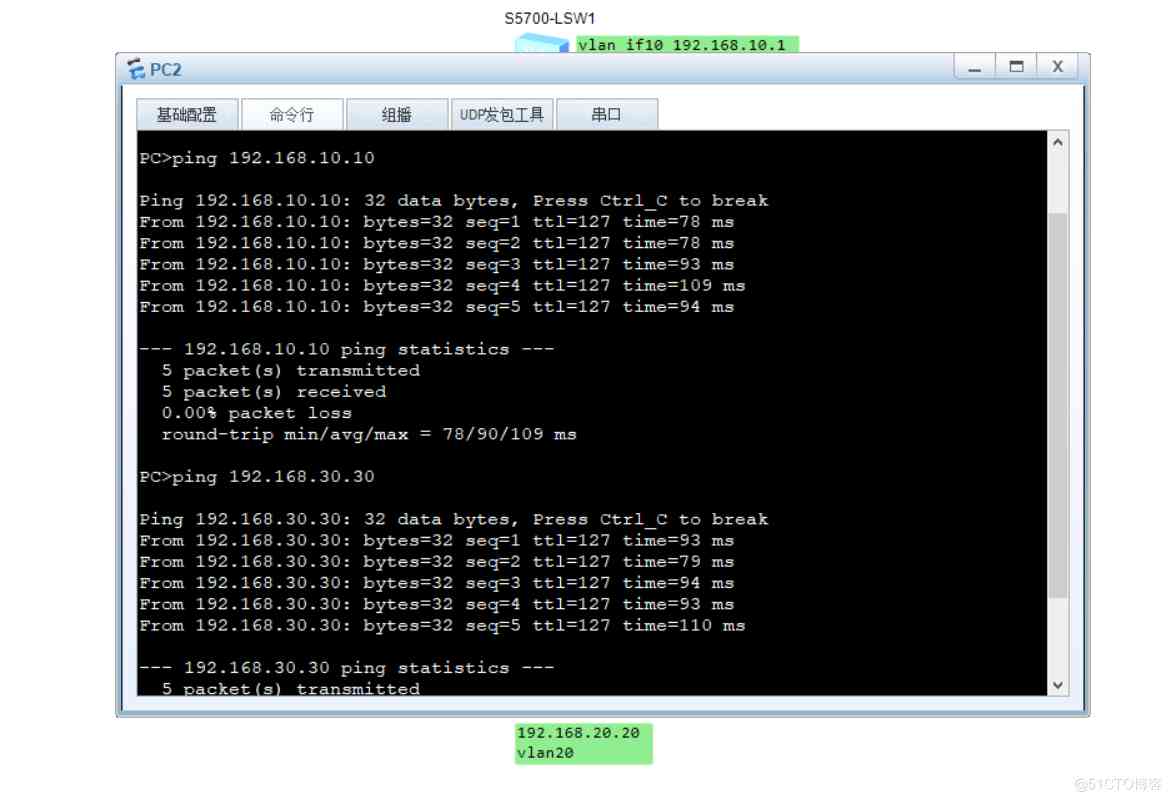 S5700-LSW1
vlan if10 192.168.10.1
PC2
基础配置 命令行 组播 UDP发包工具 串口
PC>ping 192.168.10.10
Ping 192.168.10.10: 32 data bytes, Press Ctrl_C to break
From 192.168.10.10: bytes=32 seq=1 ttl=127 time=78 ms
From 192.168.10.10: bytes=32 seq=2 ttl=127 time=78 ms
From 192.168.10.10: bytes=32 seq=3 ttl=127 time=93 ms
From 192.168.10.10: bytes=32 seq=4 ttl=127 time=109 ms
From 192.168.10.10: bytes=32 seq=5 ttl=127 time=94 ms
--- 192.168.10.10 ping statistics ---
5 packet(s) transmitted
5 packet(s) received
0.00% packet loss
round-trip min/avg/max = 78/90/109 ms
PC>ping 192.168.30.30
Ping 192.168.30.30: 32 data bytes, Press Ctrl_C to break
From 192.168.30.30: bytes=32 seq=1 ttl=127 time=93 ms
From 192.168.30.30: bytes=32 seq=2 ttl=127 time=79 ms
From 192.168.30.30: bytes=32 seq=3 ttl=127 time=94 ms
From 192.168.30.30: bytes=32 seq=4 ttl=127 time=93 ms
From 192.168.30.30: bytes=32 seq=5 ttl=127 time=110 ms
--- 192.168.30.30 ping statistics ---
5 packet(s) transmitted
192.168.20.20
vlan20
@51CTO博客